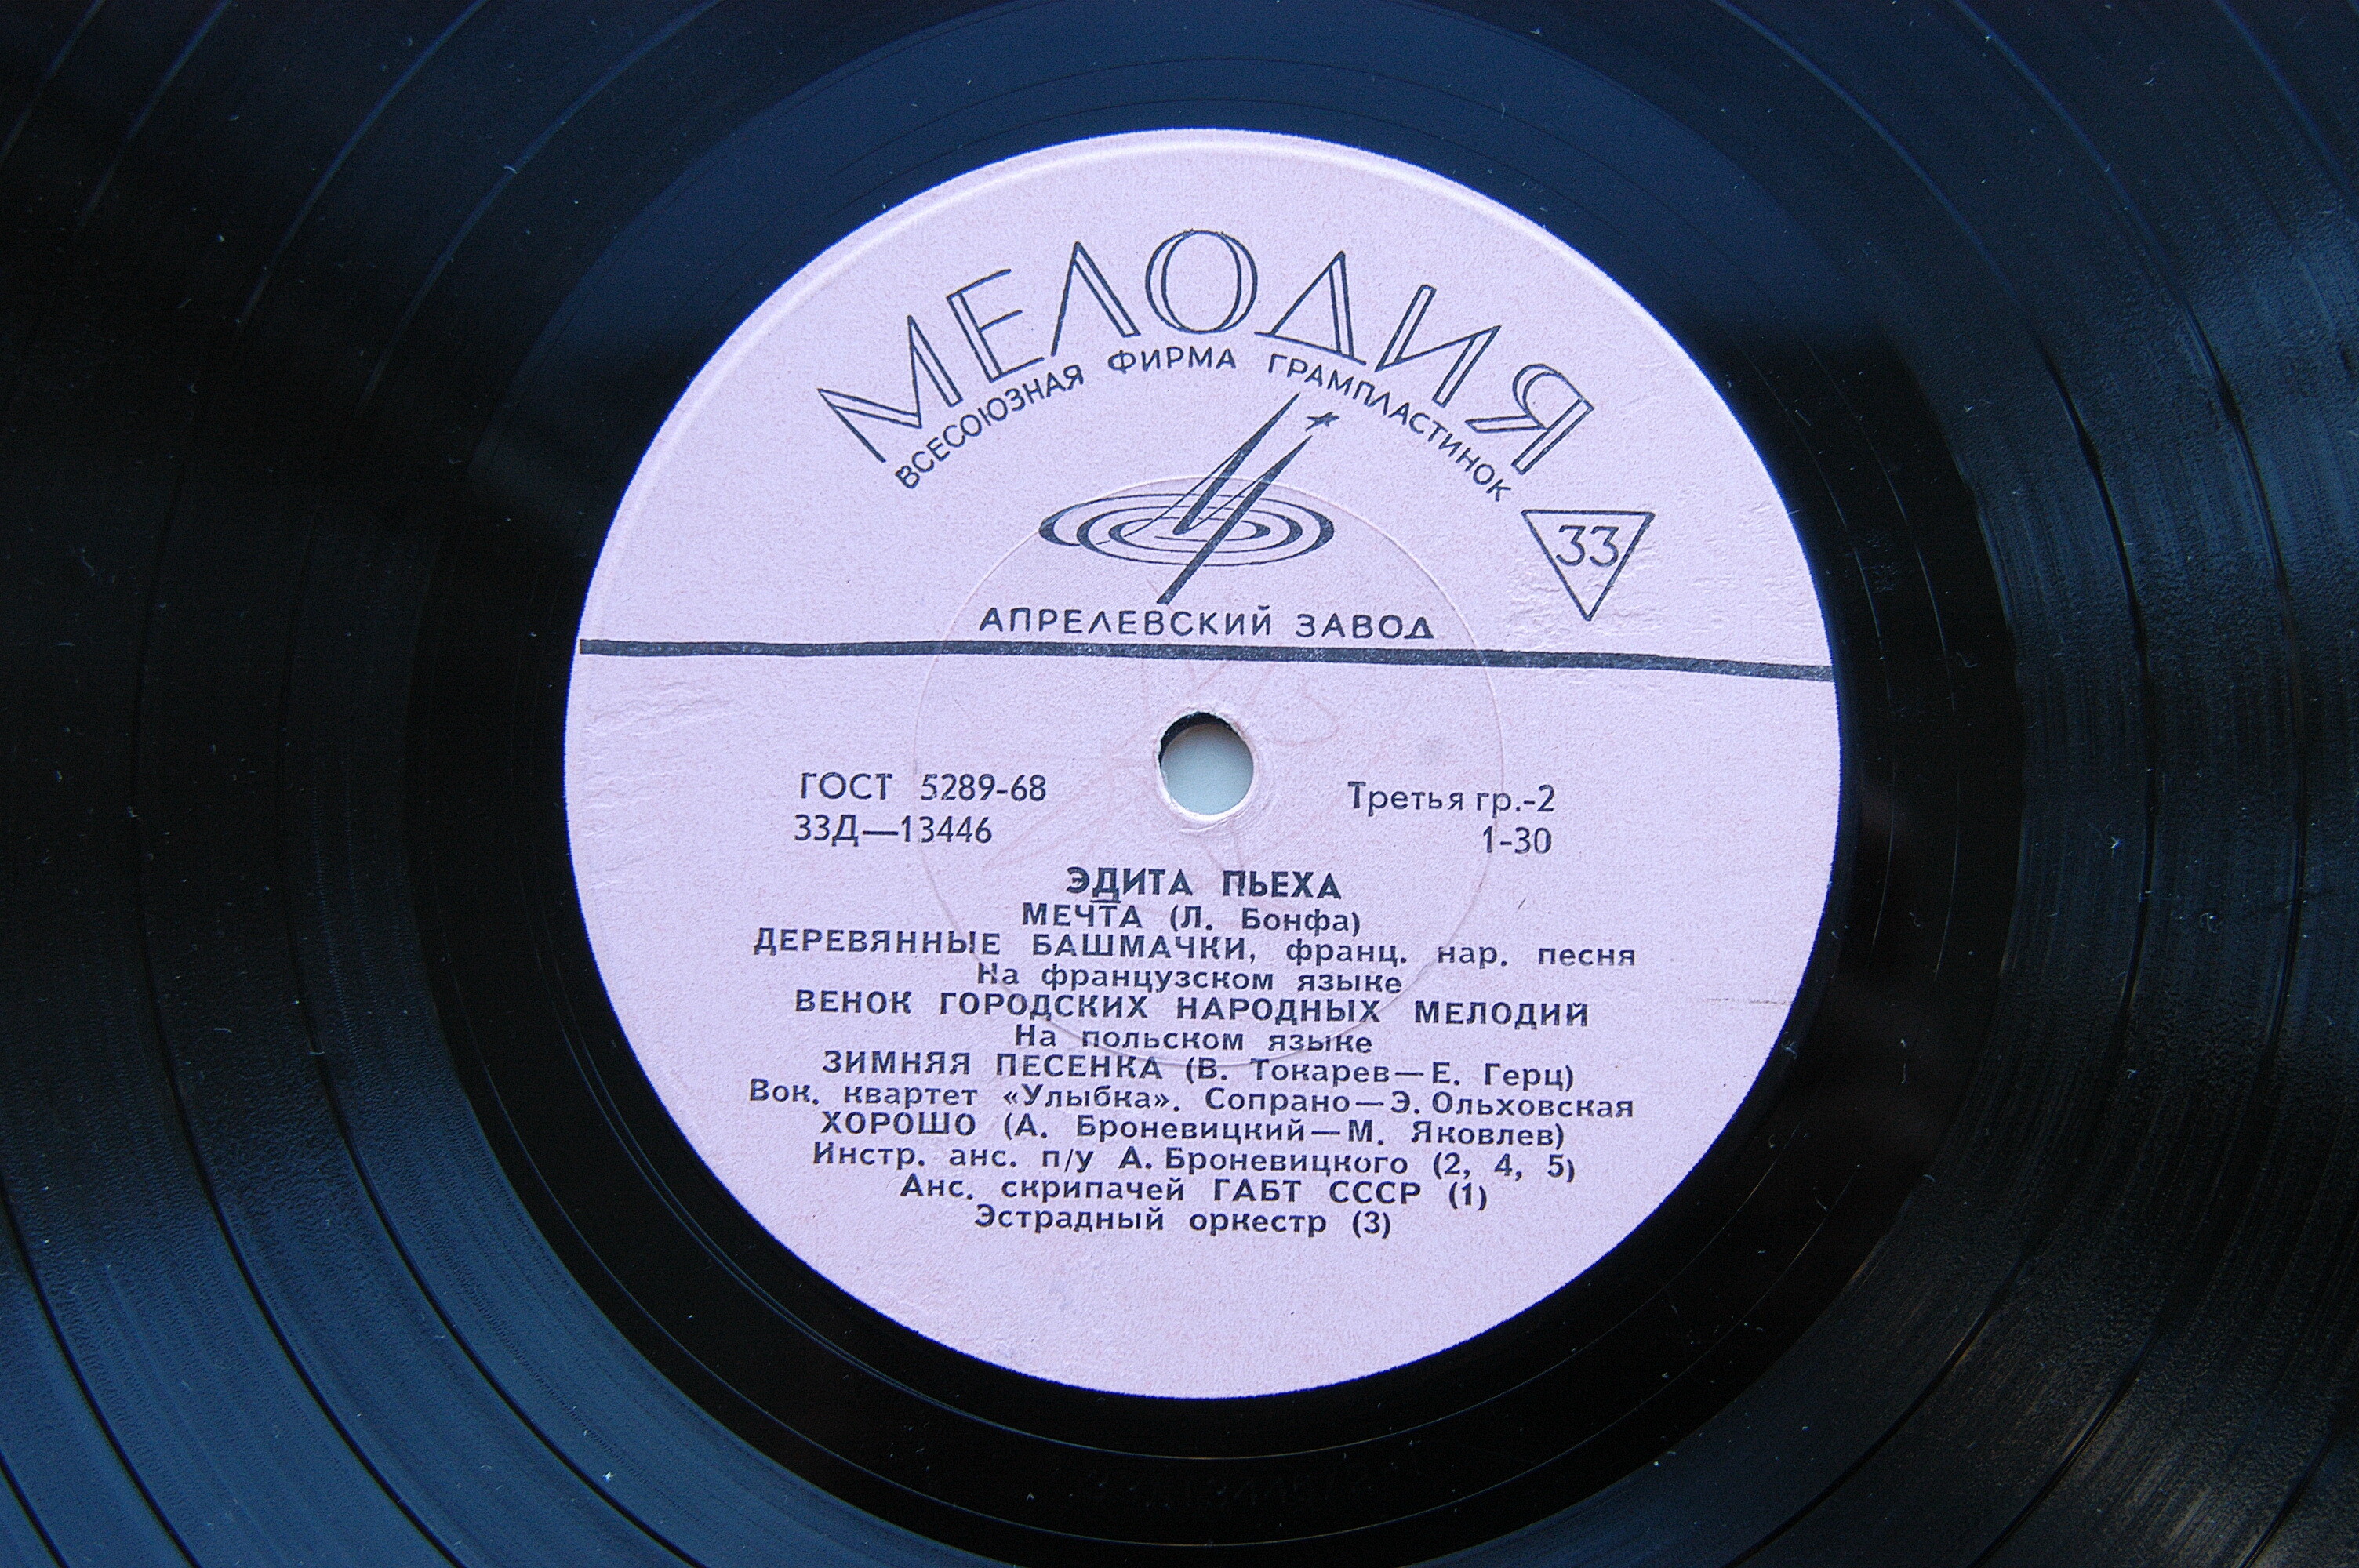 МЕЛОДИЯ
ВСЕСОЮЗНАЯ ФИРМА ГРАМПЛАСТИНОК
33
АПРЕЛЕВСКИЙ ЗАВОД
ГОСТ 5289-68
33Д—13446
Третья гр.-2
1-30
ЭДИТА ПЬЕХА
МЕЧТА (Л. Бонфа)
ДЕРЕВЯННЫЕ БАШМАЧКИ, франц. нар. песня
На французском языке
ВЕНОК ГОРОДСКИХ НАРОДНЫХ МЕЛОДИЙ
На польском языке
ЗИМНЯЯ ПЕСЕНКА (В. Токарев—Е. Герц)
Вок. квартет «Улыбка». Сопрано—Э. Ольховская
ХОРОШО (А. Броневицкий—М. Яковлев)
Инстр. анс. п/у А. Броневицкого (2, 4, 5)
Анс. скрипачей ГАБТ СССР (1)
Эстрадный оркестр (3)